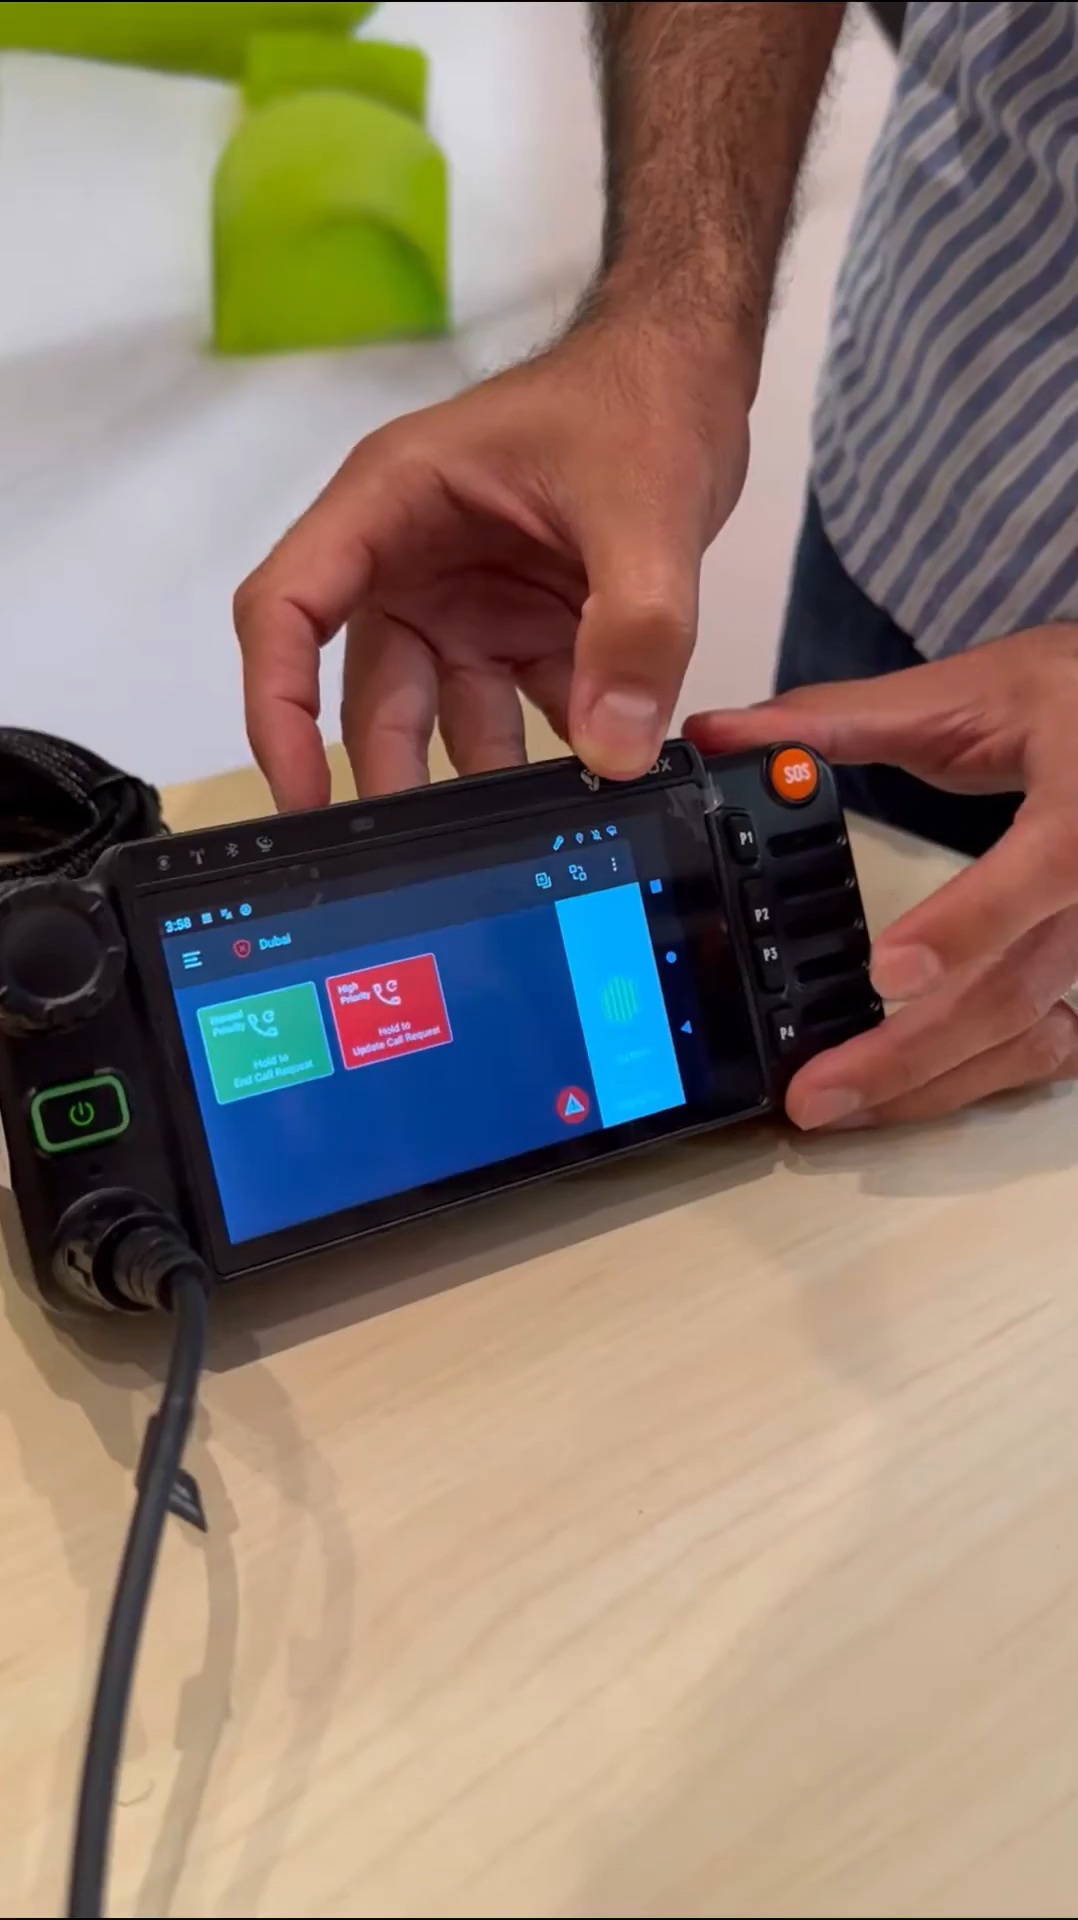 SOS
P1
3:58
P2
Dubai
P3
High
Priority
Normal
Priority
Hold to
Update Call Request
Hold to
End Call Request
P4